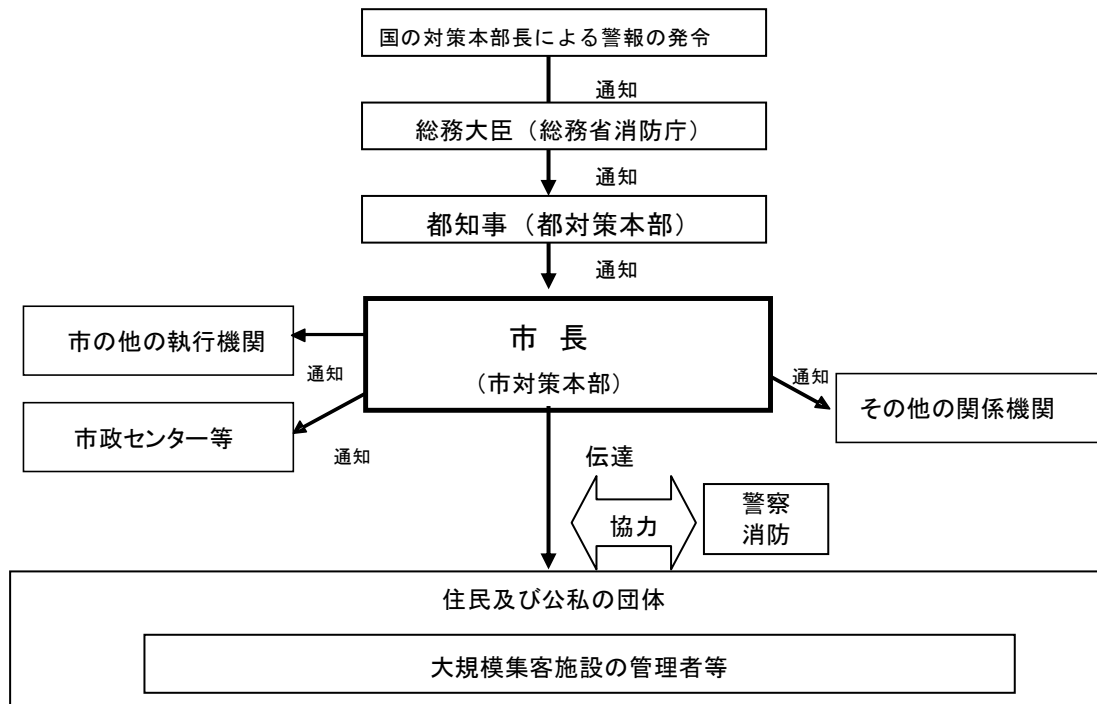 国の対策本部長による警報の発令
通知
総務大臣（総務省消防庁）
通知
都知事（都対策本部）
通知
市の他の執行機関
通知
市 長
（市対策本部）
通知
その他の関係機関
市政センター等
通知
伝達
協力
警察
消防
住民及び公私の団体
大規模集客施設の管理者等